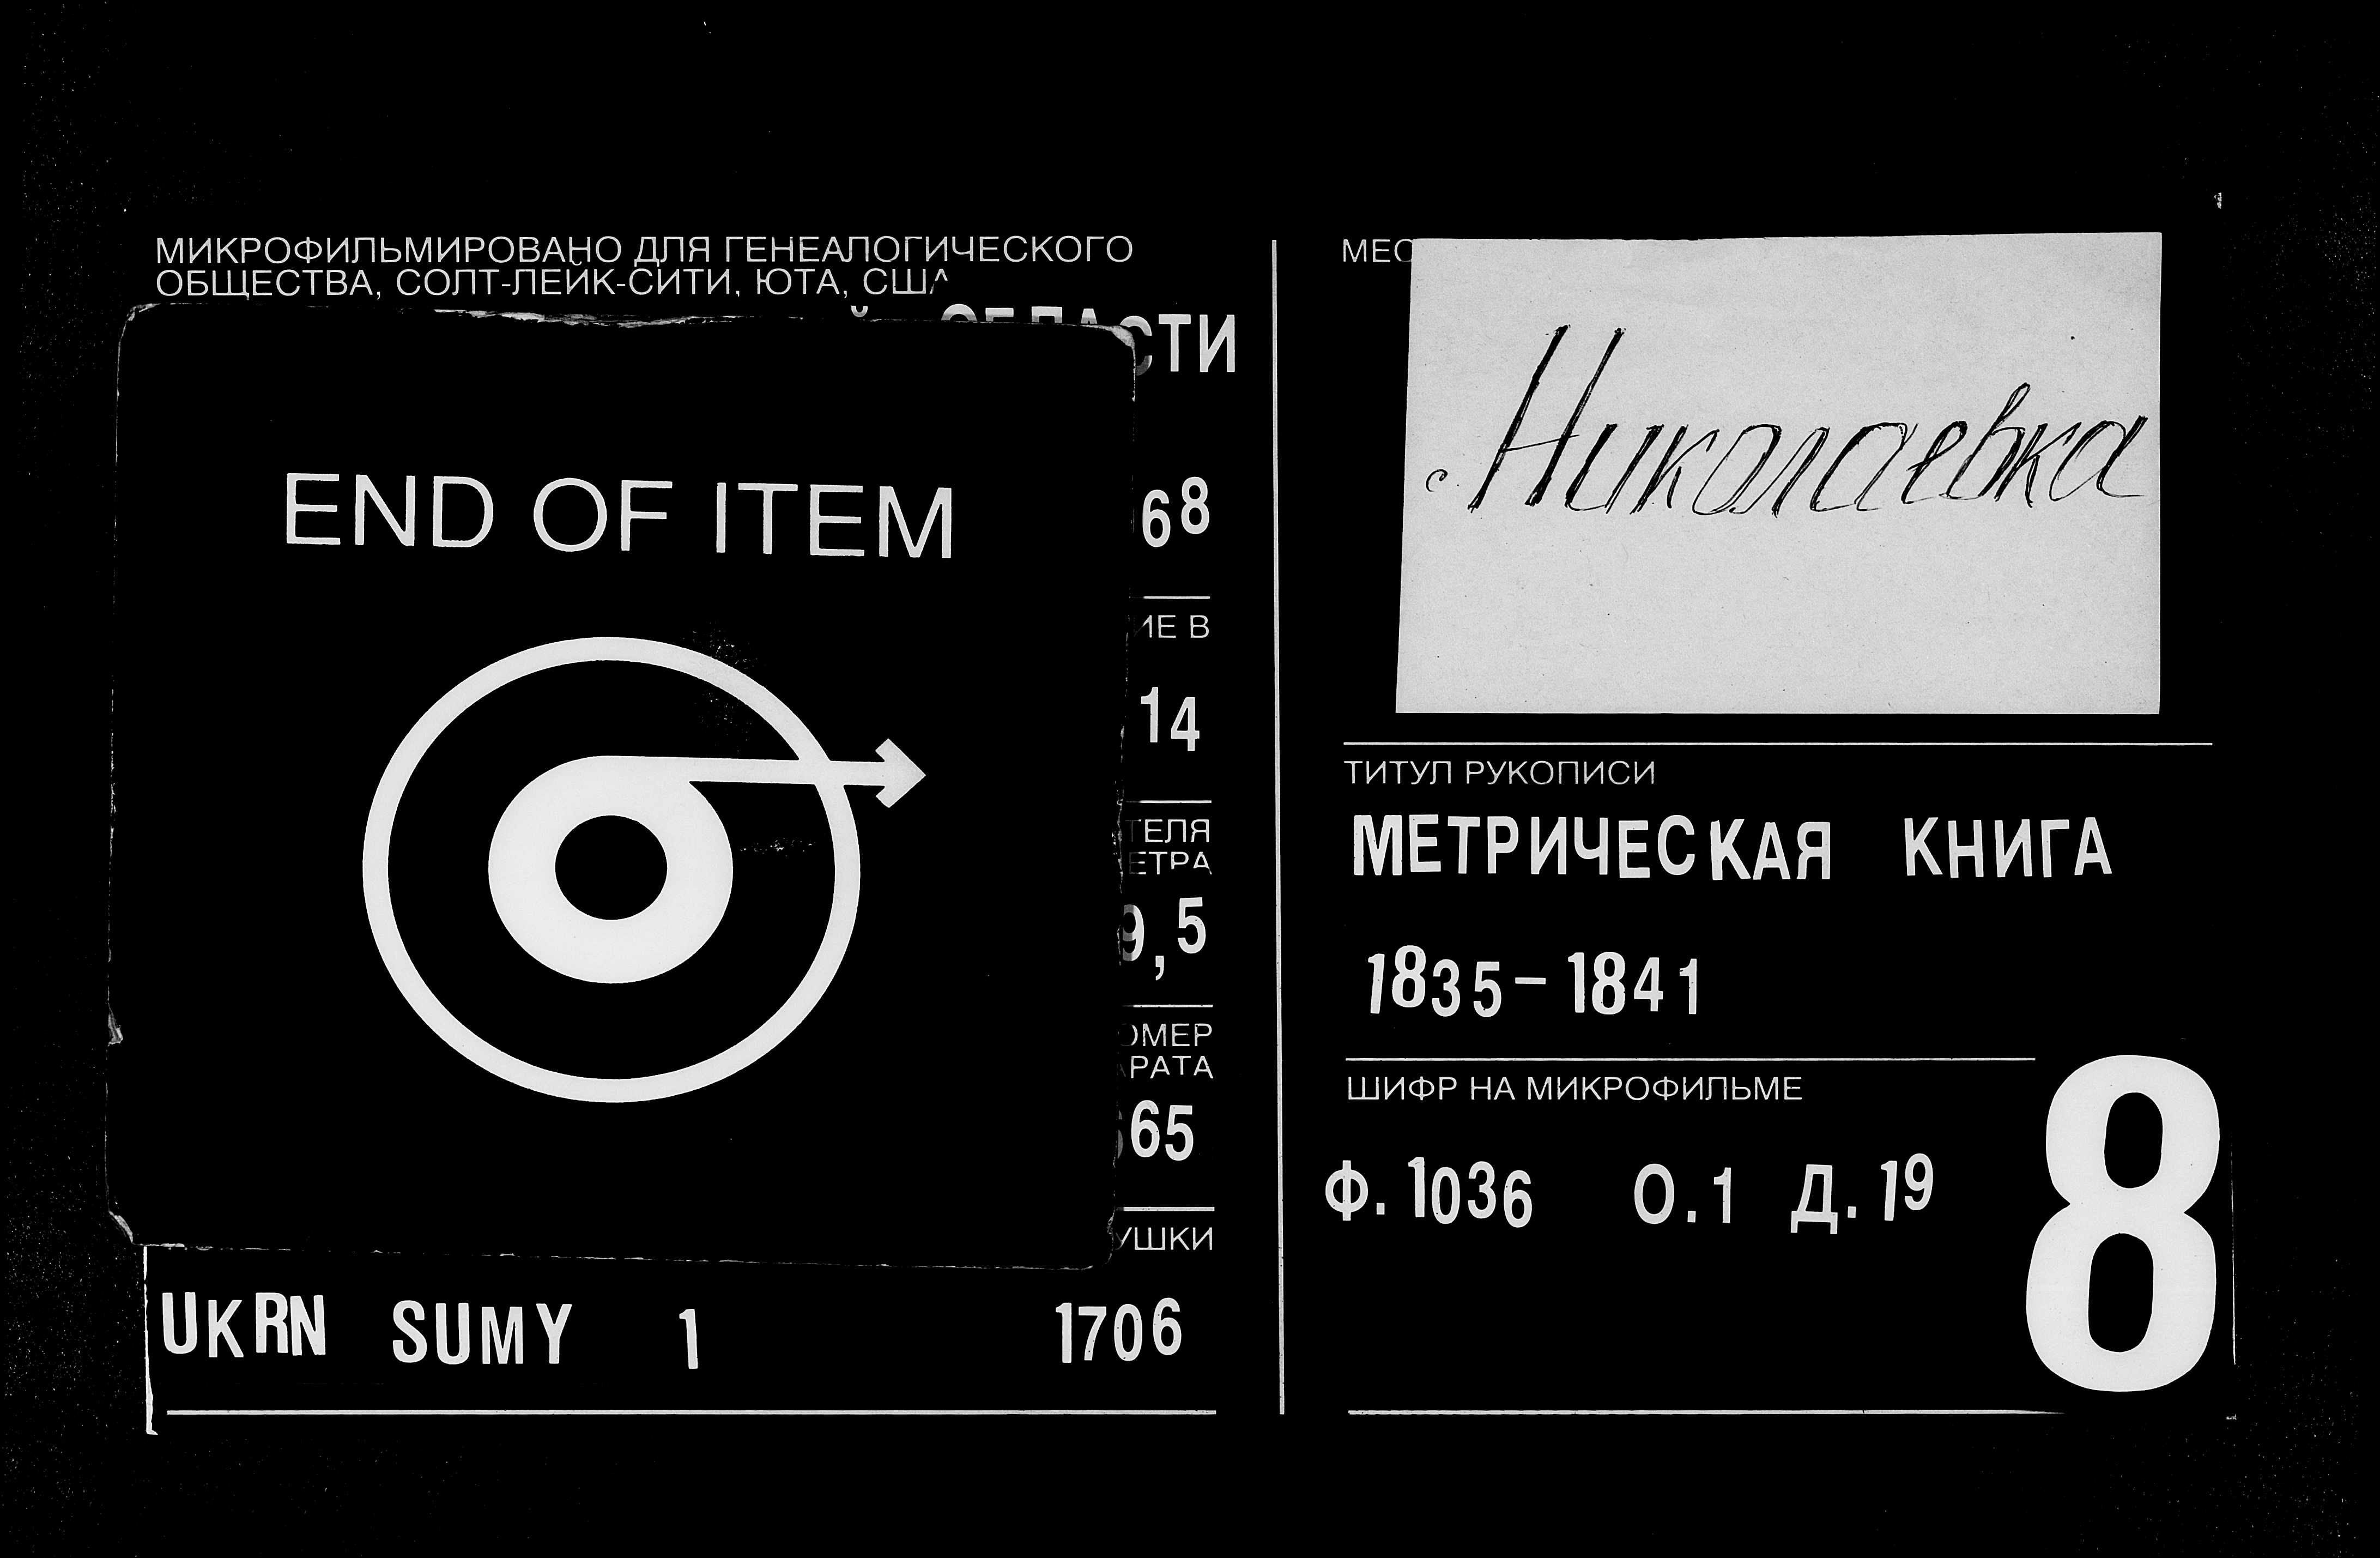 МИКРОФИЛЬМИРОВАНО ДЛЯ ГЕНЕАЛОГИЧЕСКОГО
ОБЩЕСТВА, СОЛТ-ЛЕЙК-СИТИ, ЮТА, США
ОБЛАСТИ
END OF ITEM
68
ИЕ В
14
ТЕЛЯ
ЕТРА
9,5
ОМЕР
РАТА
65
УШКИ
UKRN SUMY 1 1706
МЕС
с. Николаевка
ТИТУЛ РУКОПИСИ
МЕТРИЧЕСКАЯ КНИГА
1835-1841
ШИФР НА МИКРОФИЛЬМЕ
Ф. 1036 О.1 Д. 19
8